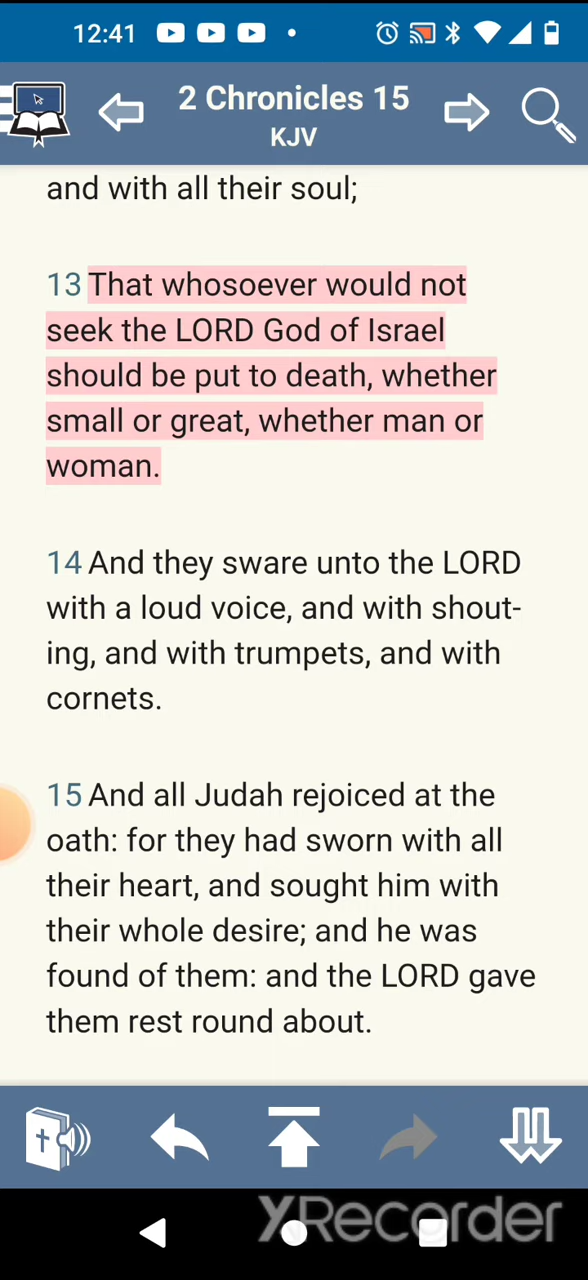 12:41
2 Chronicles 15
KJV
and with all their soul;
13 That whosoever would not
seek the LORD God of Israel
should be put to death, whether
small or great, whether man or
woman.
14 And they sware unto the LORD
with a loud voice, and with shout-
ing, and with trumpets, and with
cornets.
15 And all Judah rejoiced at the
oath: for they had sworn with all
their heart, and sought him with
their whole desire; and he was
found of them: and the LORD gave
them rest round about.
XRecorder